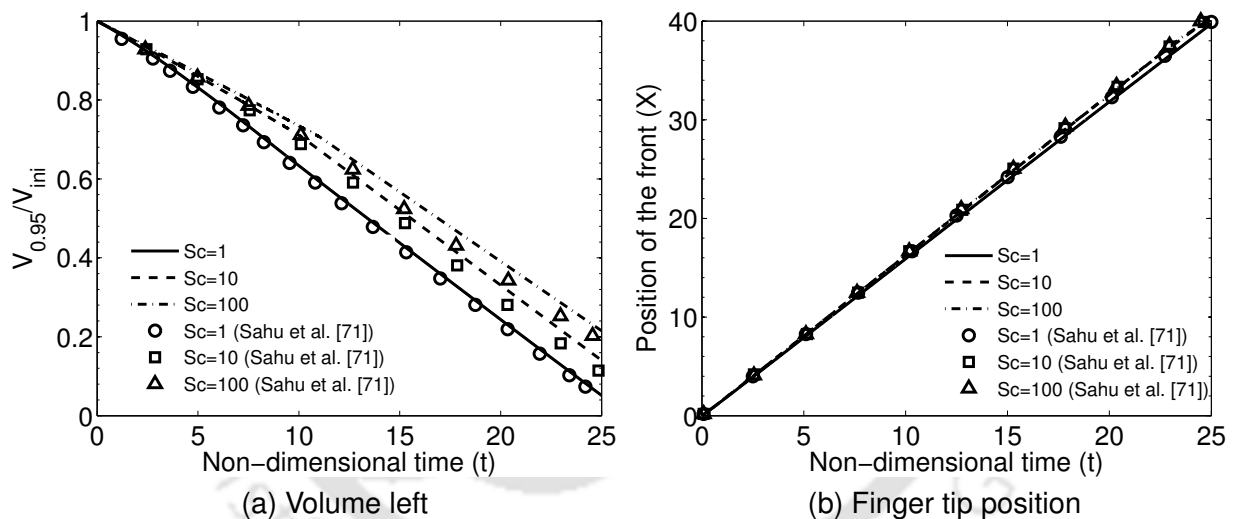 1
0.8
0.6
0.4
0.2
0
0 5 10 15 20 25
V0.95/Vini
Non−dimensional time (t)
Sc=1
Sc=10
Sc=100
Sc=1 (Sahu et al. [71])
Sc=10 (Sahu et al. [71])
Sc=100 (Sahu et al. [71])
(a) Volume left
40
30
20
10
0
0 5 10 15 20 25
Position of the front (X)
Non−dimensional time (t)
Sc=1
Sc=10
Sc=100
Sc=1 (Sahu et al. [71])
Sc=10 (Sahu et al. [71])
Sc=100 (Sahu et al. [71])
(b) Finger tip position